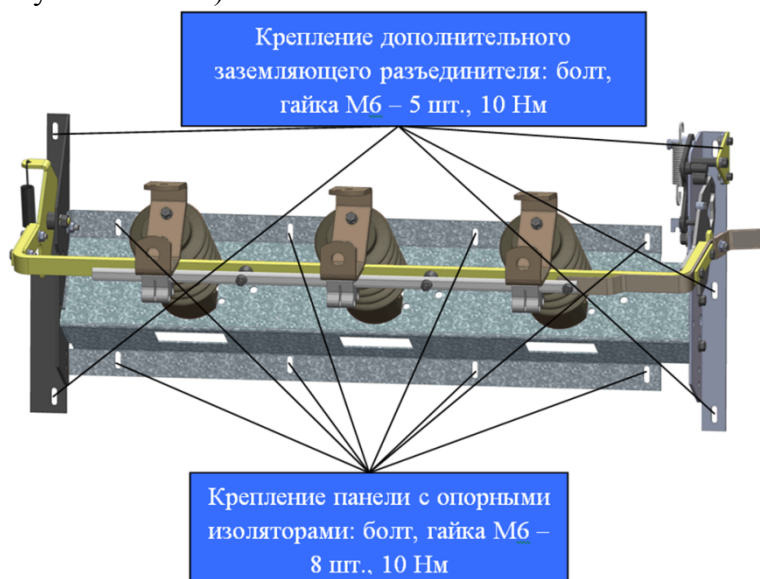 Крепление дополнительного
заземляющего разъединителя: болт,
гайка М6 – 5 шт., 10 Нм
Крепление панели с опорными
изоляторами: болт, гайка М6 –
8 шт., 10 Нм